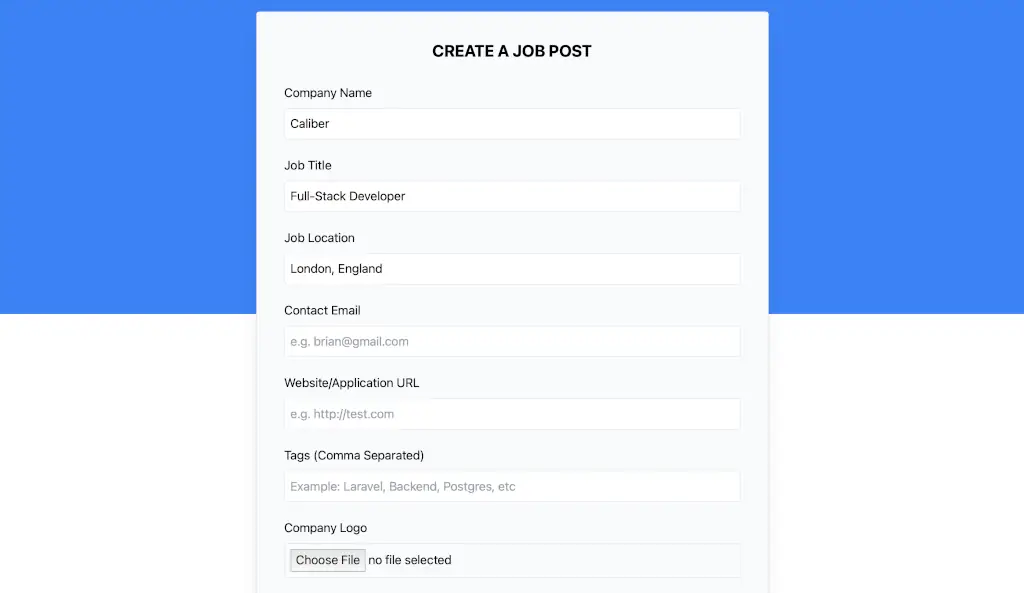 CREATE A JOB POST
Company Name
Caliber
Job Title
Full-Stack Developer
Job Location
London, England
Contact Email
e.g. brian@gmail.com
Website/Application URL
e.g. http://test.com
Tags (Comma Separated)
Example: Laravel, Backend, Postgres, etc
Company Logo
Choose File no file selected